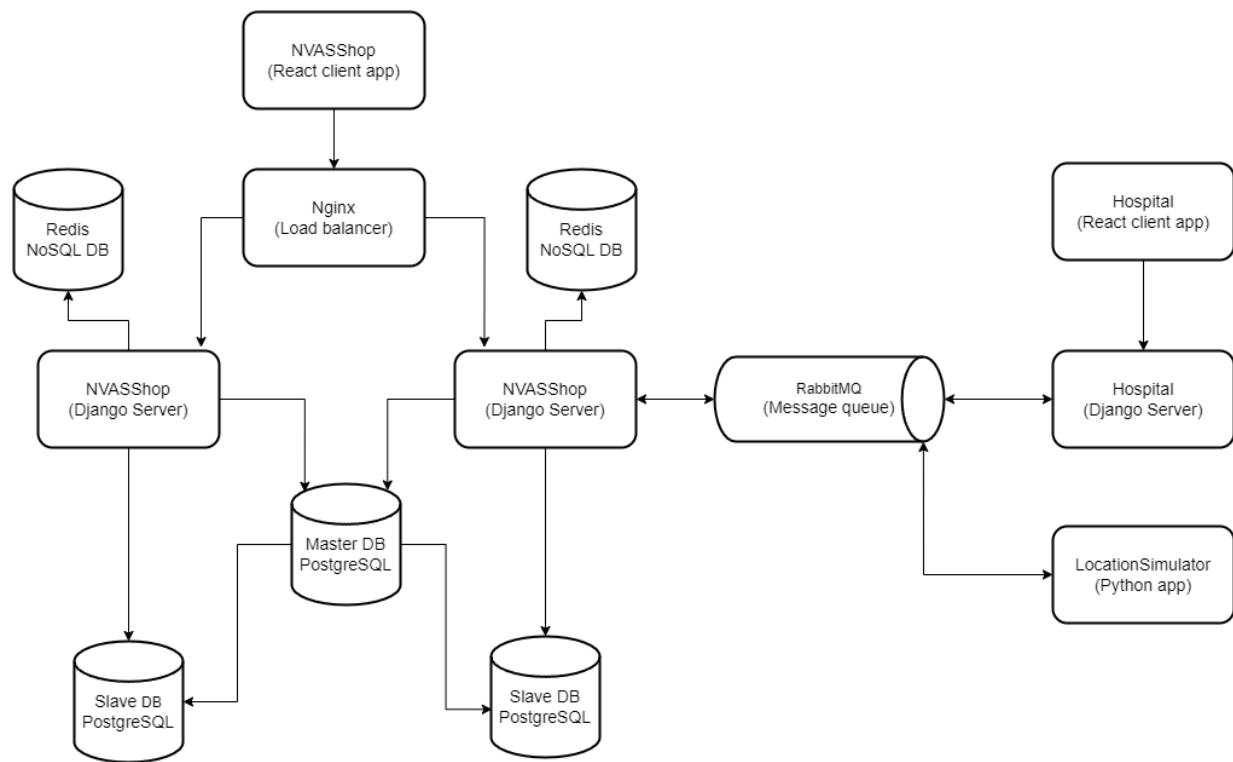 NVASShop
(React client app)
Nginx
(Load balancer)
Redis
NoSQL DB
Redis
NoSQL DB
Hospital
(React client app)
NVASShop
(Django Server)
NVASShop
(Django Server)
RabbitMQ
(Message queue)
Hospital
(Django Server)
Master DB
PostgreSQL
LocationSimulator
(Python app)
Slave DB
PostgreSQL
Slave DB
PostgreSQL